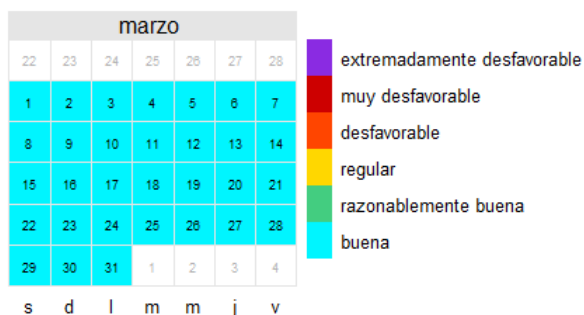 marzo
22 23 24 25 26 27 28
1 2 3 4 5 6 7
8 9 10 11 12 13 14
15 16 17 18 19 20 21
22 23 24 25 26 27 28
29 30 31 1 2 3 4
s d l m m j v
extremadamente desfavorable
muy desfavorable
desfavorable
regular
razonablemente buena
buena